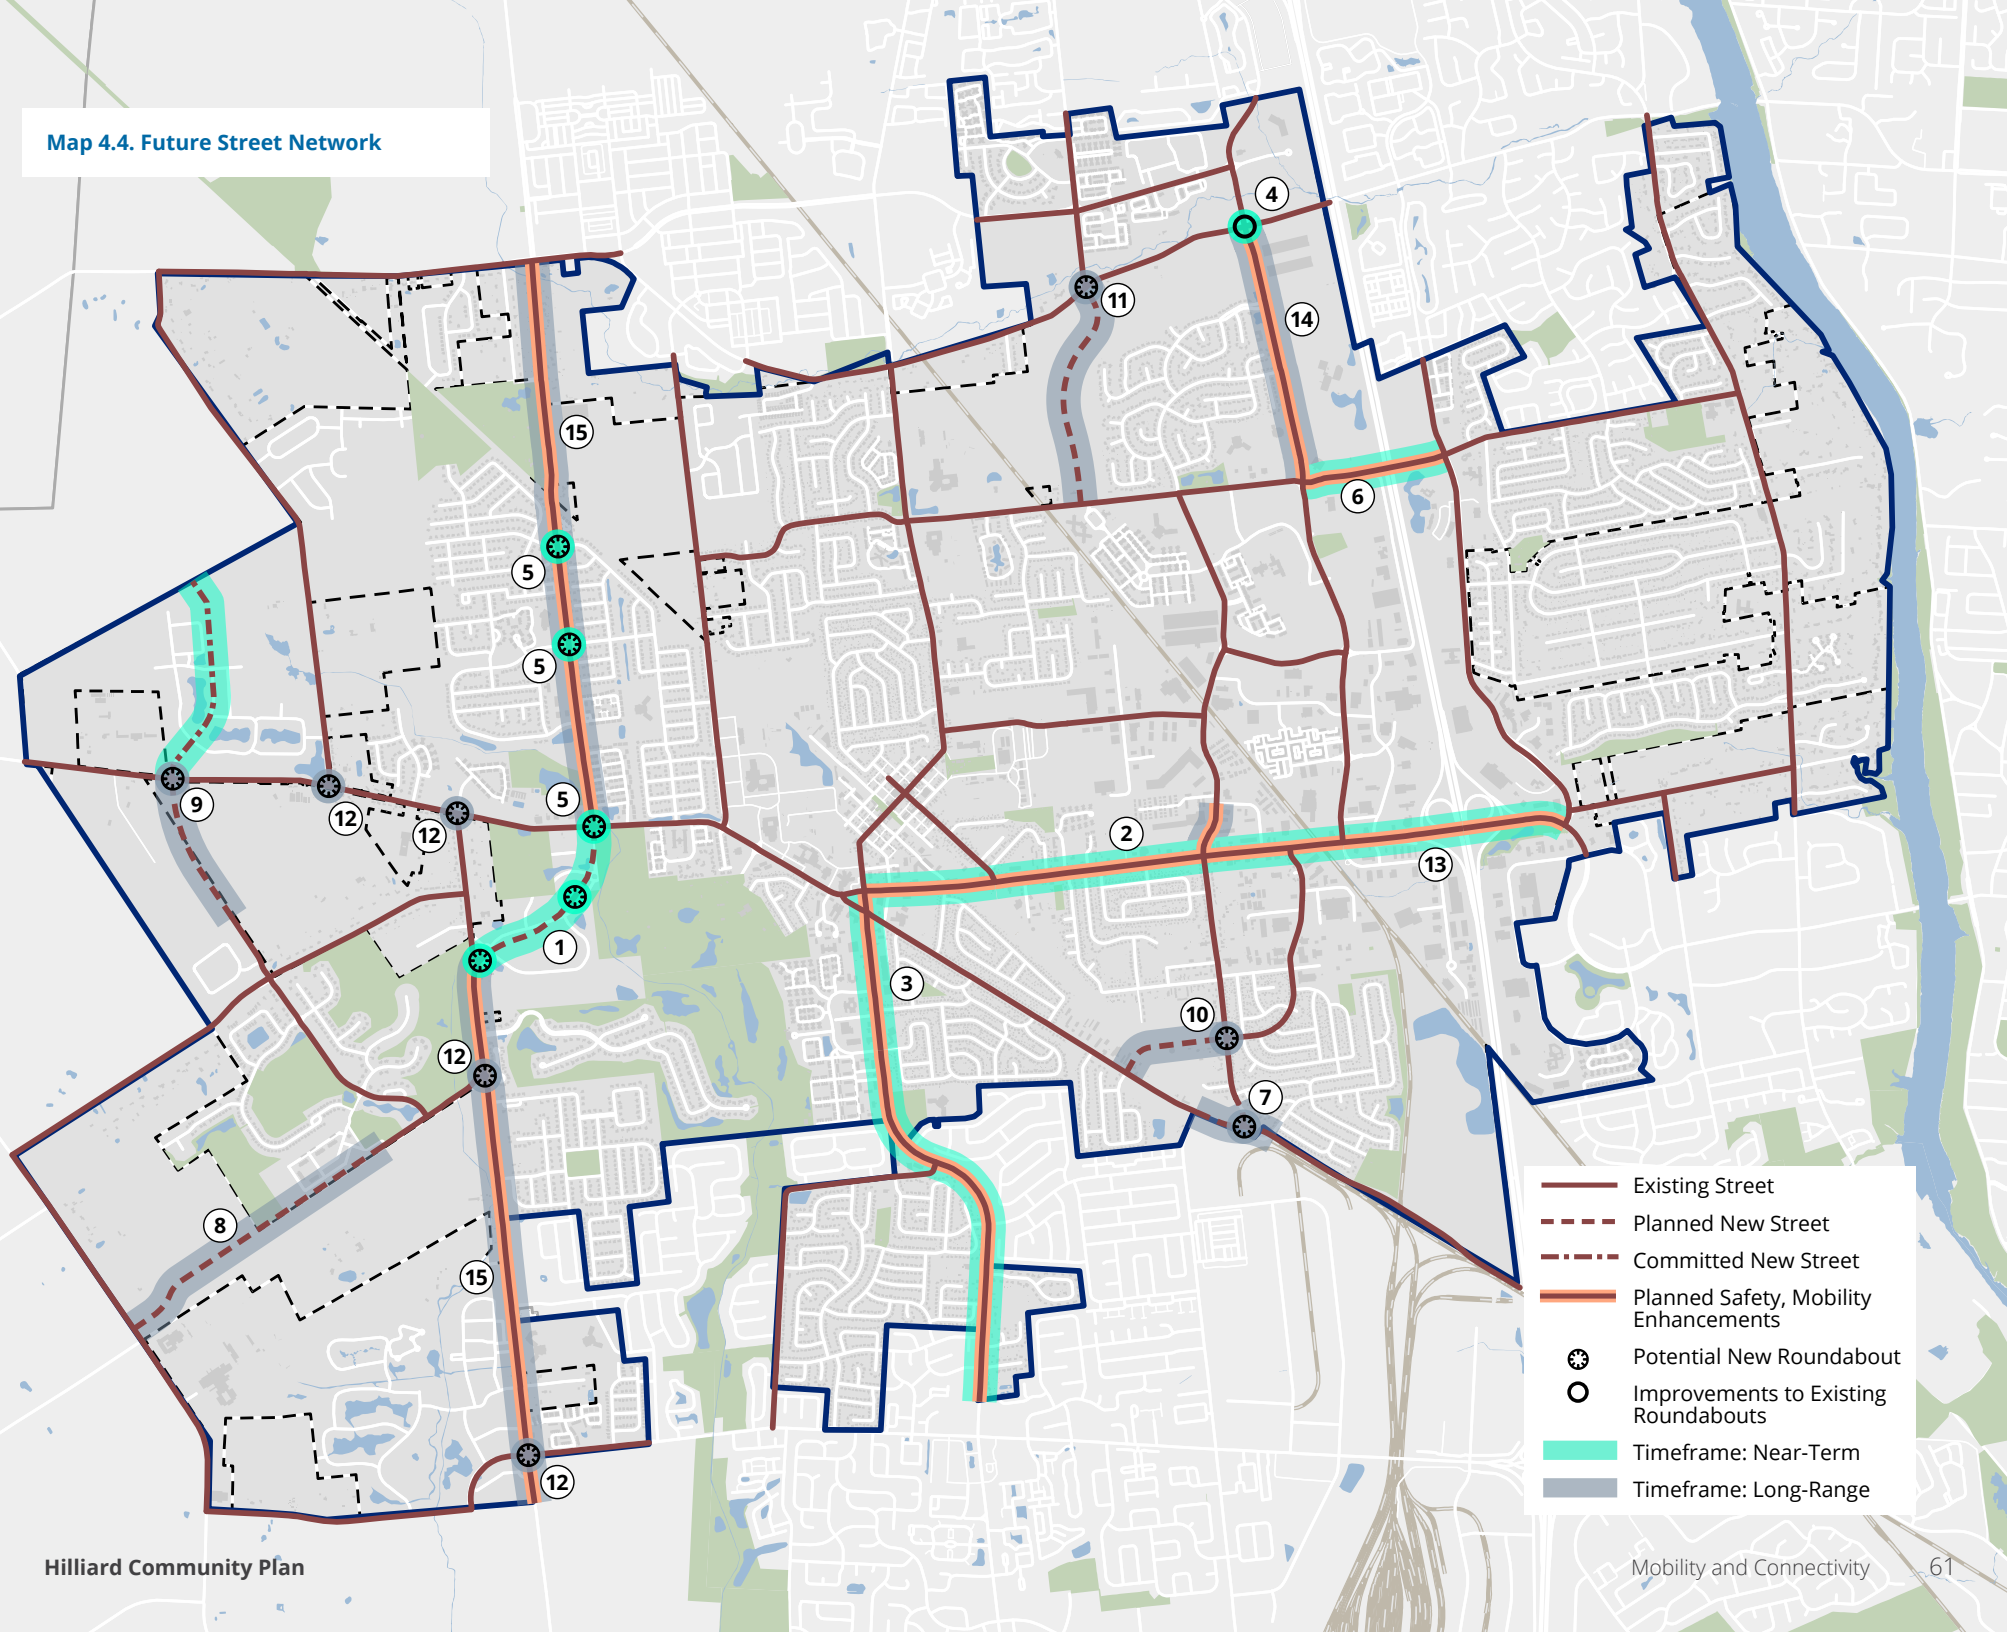 Map 4.4. Future Street Network
4
11
14
15
6
5
5
9
12
12
5
2
13
1
3
10
12
7
8
15
12
Existing Street
Planned New Street
Committed New Street
Planned Safety, Mobility
Enhancements
Potential New Roundabout
Improvements to Existing
Roundabouts
Timeframe: Near-Term
Timeframe: Long-Range
Hilliard Community Plan
Mobility and Connectivity 61